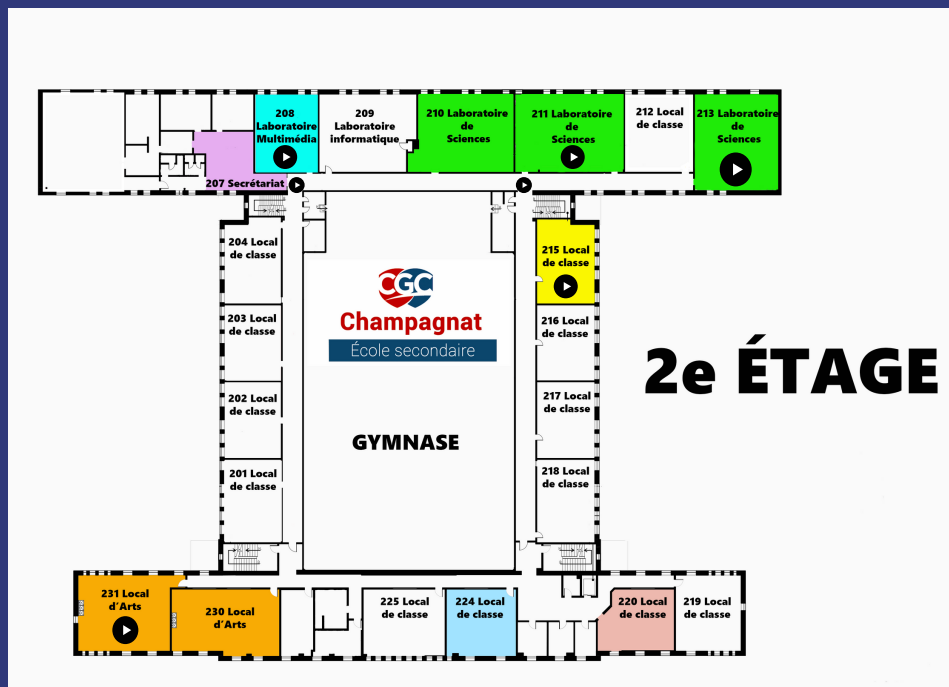 208
Laboratoire
Multimédia
209
Laboratoire
informatique
210 Laboratoire
de
Sciences
211 Laboratoire
de
Sciences
212 Local
de classe
213 Laboratoire
de
Sciences
207 Secrétariat
204 Local
de classe
215 Local
de classe
CGC
Champagnat
École secondaire
203 Local
de classe
216 Local
de classe
2e ÉTAGE
202 Local
de classe
217 Local
de classe
GYMNASE
201 Local
de classe
218 Local
de classe
231 Local
d'Arts
230 Local
d'Arts
225 Local
de classe
224 Local
de classe
220 Local
de classe
219 Local
de classe